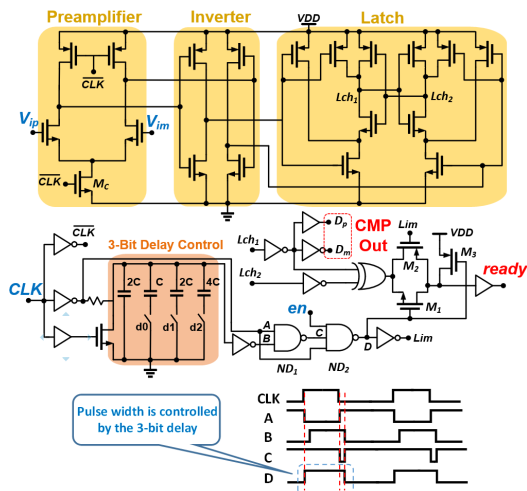 Preamplifier Inverter Latch
VDD
CLK
Lch1 Lch2
Vip Vim
CLK MC
CLK
3-Bit Delay Control
2C C 2C 4C
d0 d1 d2
CLK
Lch1
Lch2
Dp
Dm
CMP
Out
Lim
VDD
M2
M3
M1
ready
en
A
B
C
D
Lim
ND1 ND2
Pulse width is controlled
by the 3-bit delay
CLK
A
B
C
D